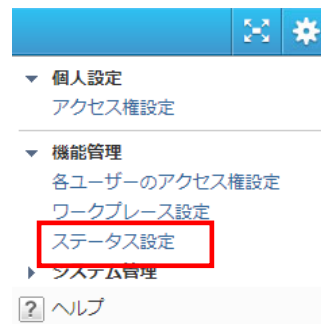 個人設定
アクセス権設定
機能管理
各ユーザーのアクセス権設定
ワークプレース設定
ステータス設定
システム管理
? ヘルプ